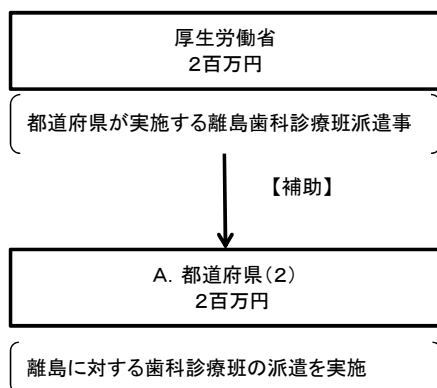 厚生労働省
2百万円
都道府県が実施する離島歯科診療班派遣事
【補助】
A. 都道府県(2)
2百万円
離島に対する歯科診療班の派遣を実施